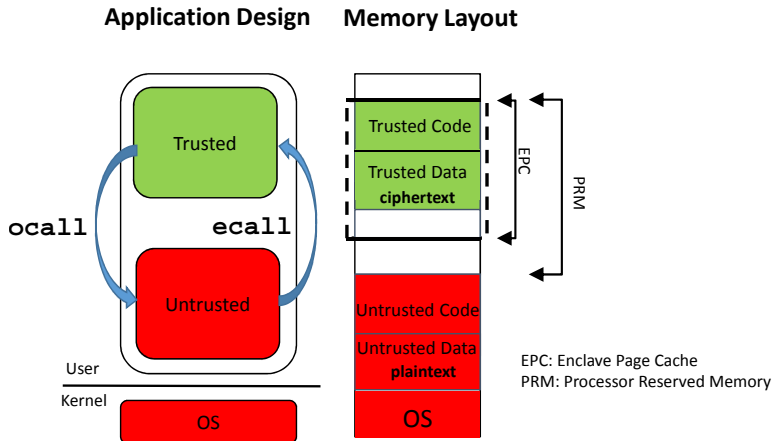 Application Design
Memory Layout
Trusted
ocall
ecall
Untrusted
User
Kernel
OS
Trusted Code
Trusted Data
ciphertext
Untrusted Code
Untrusted Data
plaintext
OS
EPC
PRM
EPC: Enclave Page Cache
PRM: Processor Reserved Memory